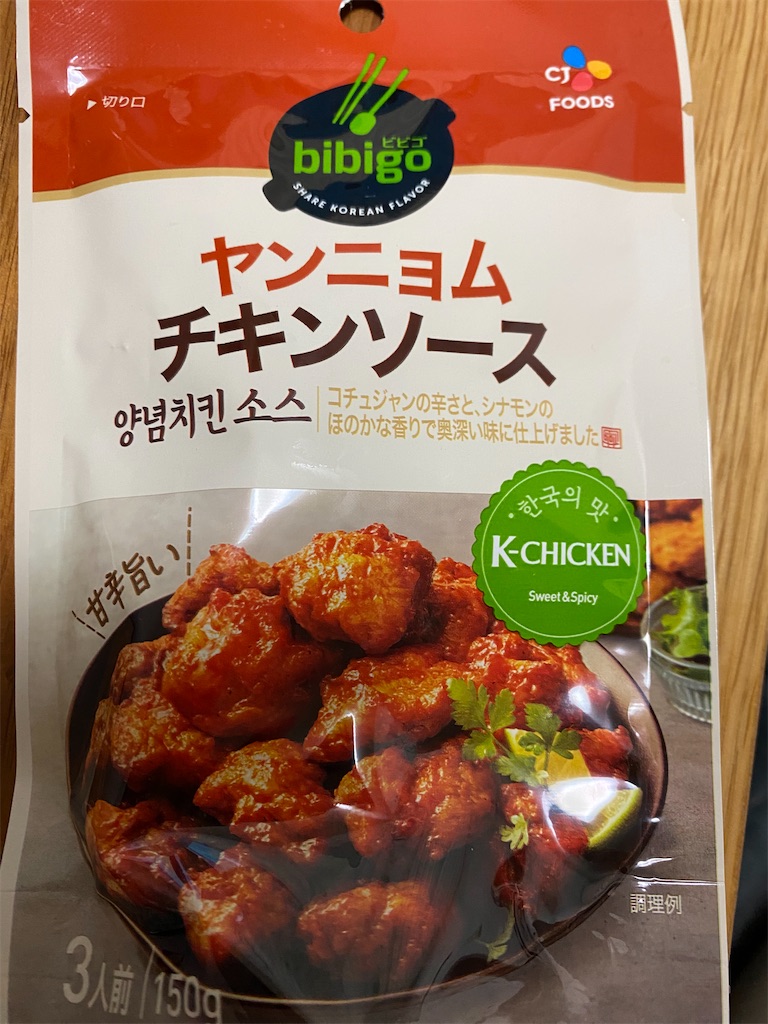 ▶切り口
CJ
FOODS
ビビゴ
bibigo
SHARE KOREAN FLAVOR
ヤンニョム
チキンソース
양념치킨 소스
コチュジャンの辛さと、シナモンの
ほのかな香りで奥深い味に仕上げました
・한국의 맛・
K-CHICKEN
Sweet&Spicy
甘辛旨い
調理例
3人前/150g